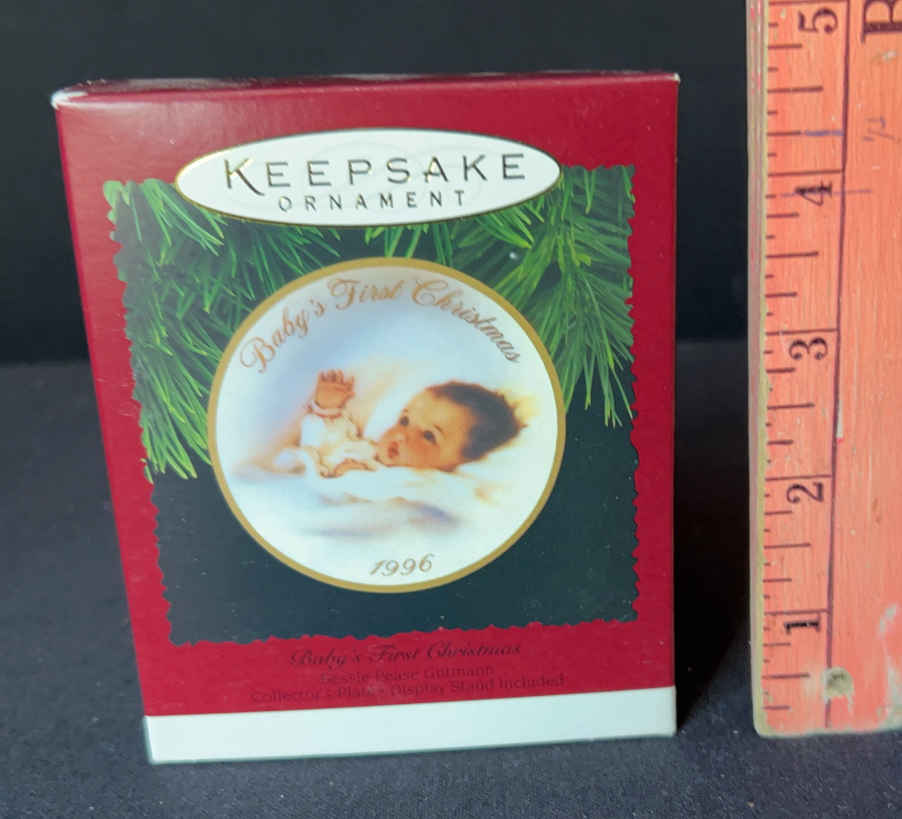 KEEPSAKE
ORNAMENT
Baby's First Christmas
1996
Baby's First Christmas
Bessie Pease Gutmann
Collector's Plate • Display Stand Included
5
4
3
2
1